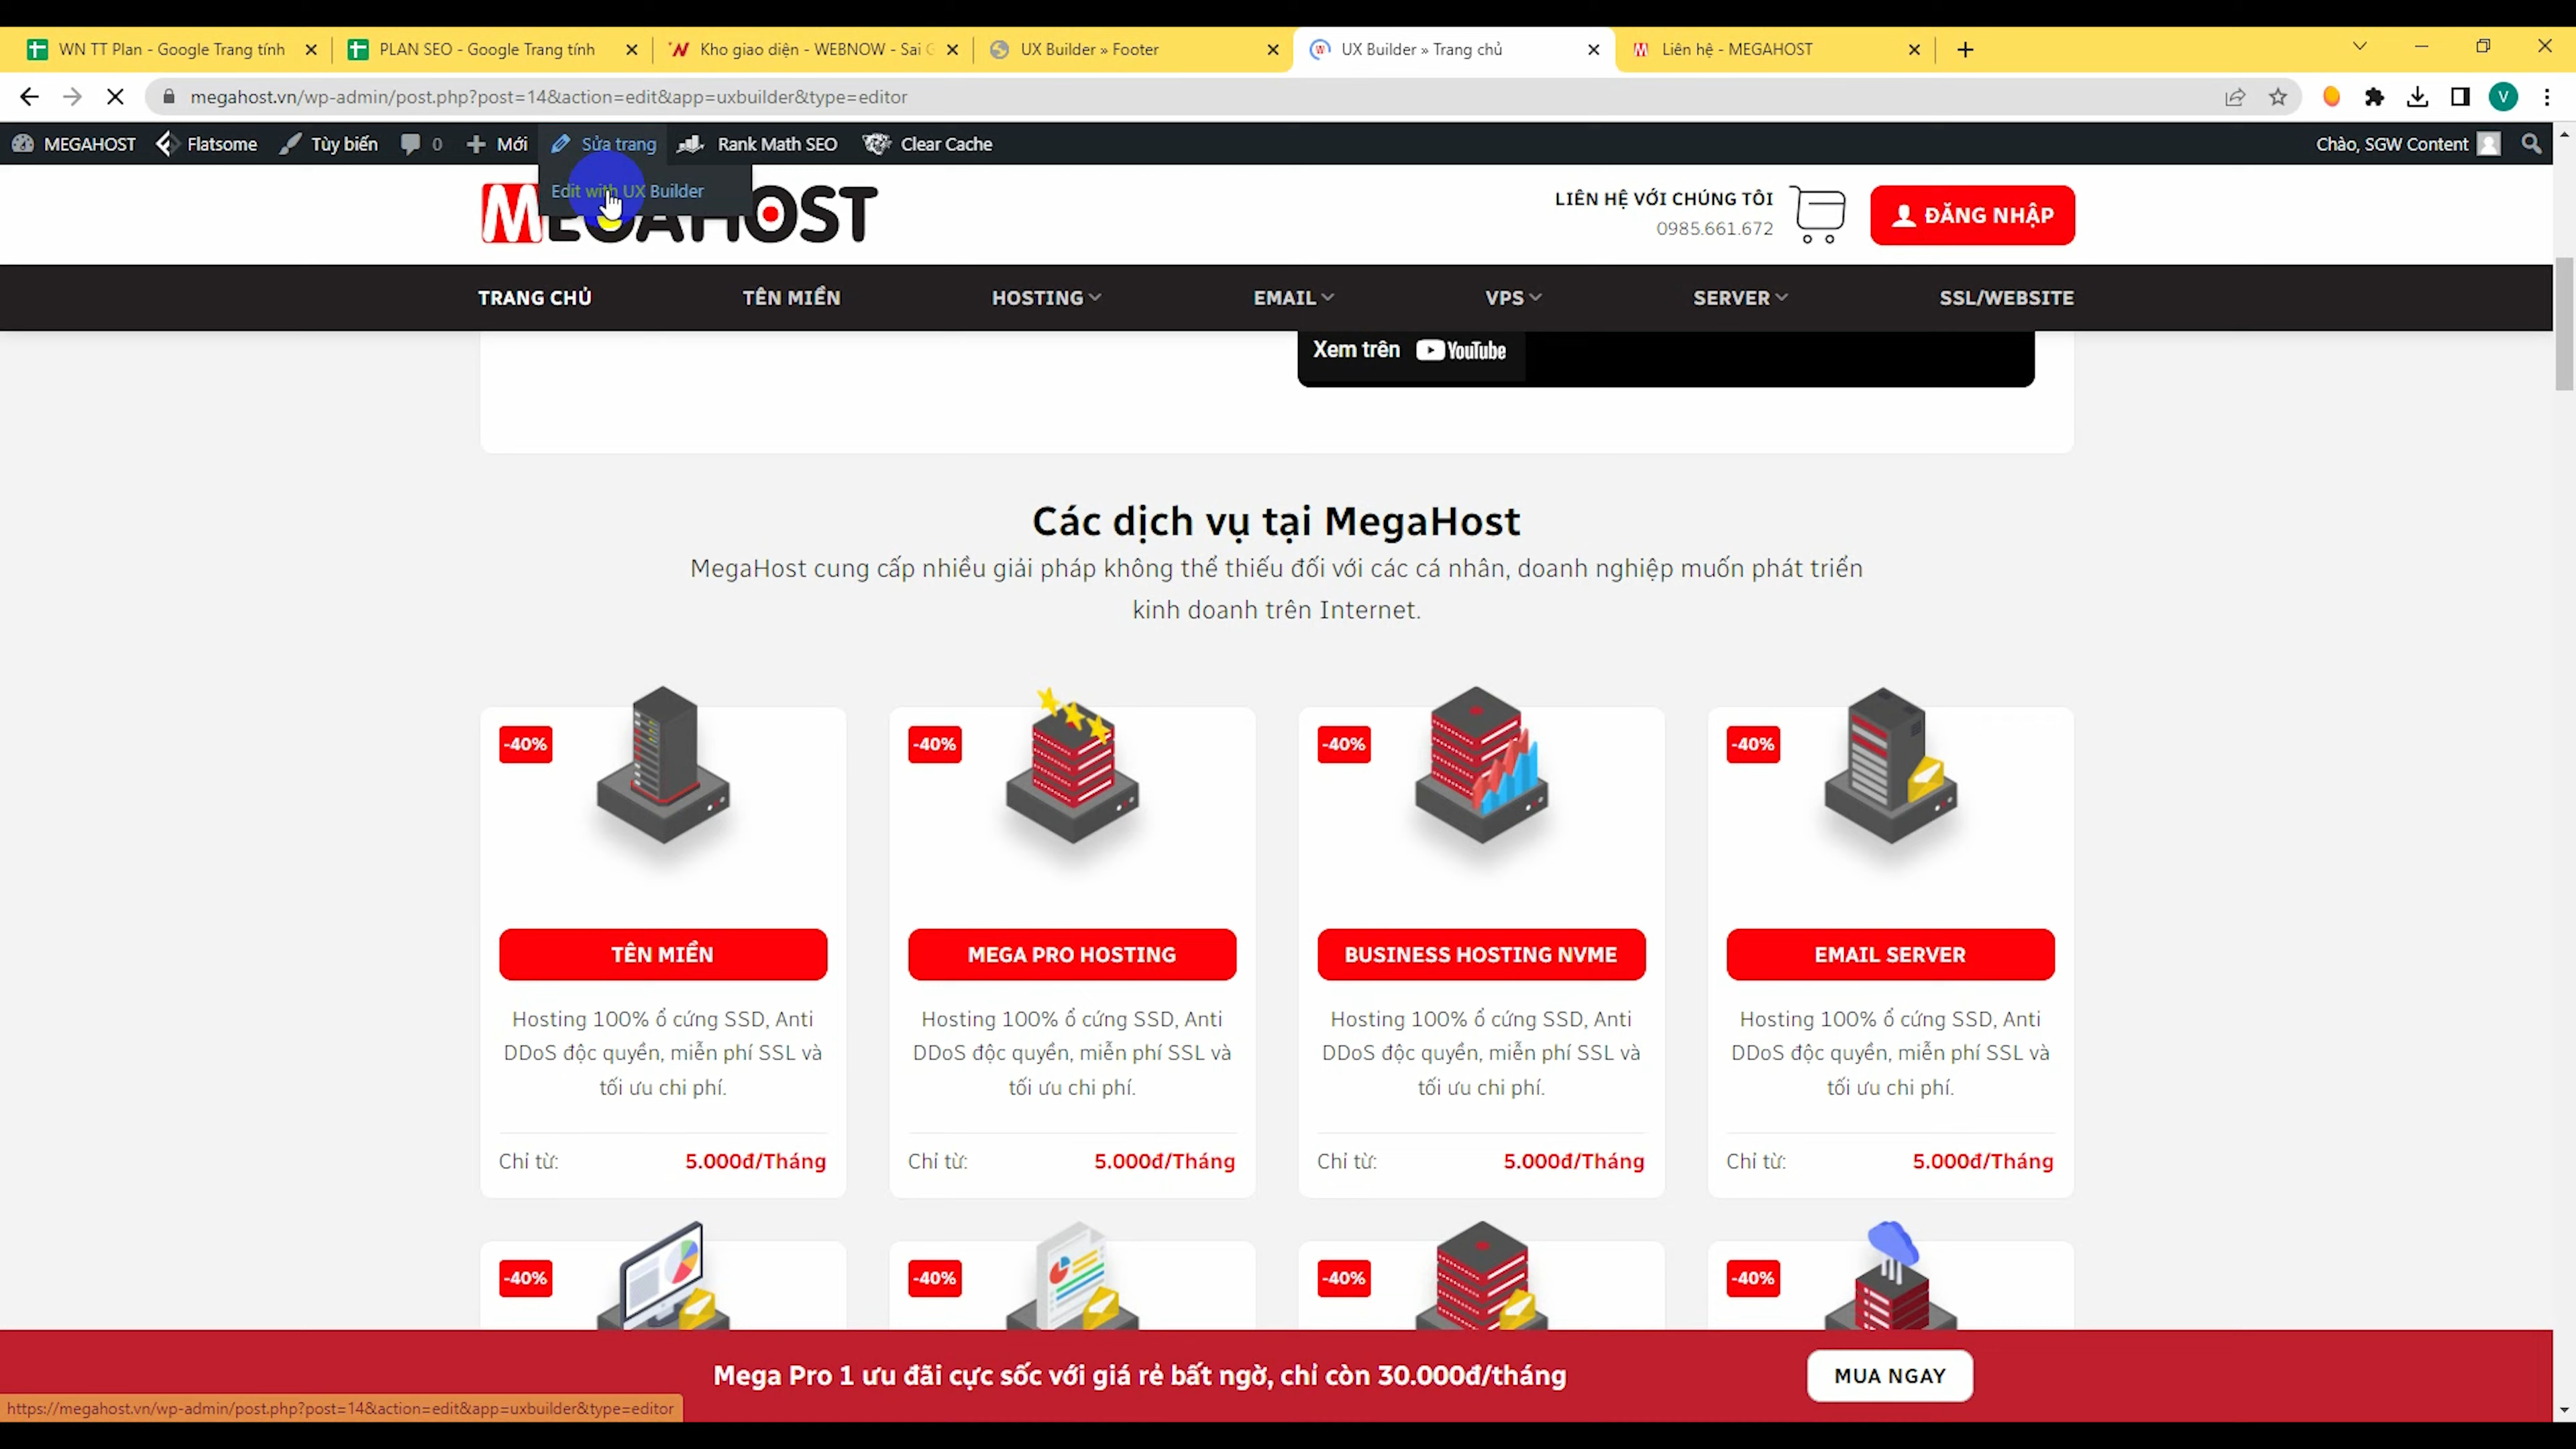 WN TT Plan - Google Trang tính
PLAN SEO - Google Trang tính
Kho giao diện - WEBNOW - Sai G
UX Builder » Footer
UX Builder » Trang chủ
Liên hệ - MEGAHOST
megahost.vn/wp-admin/post.php?post=14&action=edit&app=uxbuilder&type=editor
V
MEGAHOST
Flatsome
Tùy biến
0
Mới
Sửa trang
Rank Math SEO
Clear Cache
Chào, SGW Content
Edit with UX Builder
MEGAHOST
LIÊN HỆ VỚI CHÚNG TÔI
0985.661.672
ĐĂNG NHẬP
TRANG CHỦ
TÊN MIỀN
HOSTING
EMAIL
VPS
SERVER
SSL/WEBSITE
Xem trên YouTube
Các dịch vụ tại MegaHost
MegaHost cung cấp nhiều giải pháp không thể thiếu đối với các cá nhân, doanh nghiệp muốn phát triển
kinh doanh trên Internet.
-40%
-40%
-40%
-40%
TÊN MIỀN
MEGA PRO HOSTING
BUSINESS HOSTING NVME
EMAIL SERVER
Hosting 100% ổ cứng SSD, Anti
DDoS độc quyền, miễn phí SSL và
tối ưu chi phí.
Hosting 100% ổ cứng SSD, Anti
DDoS độc quyền, miễn phí SSL và
tối ưu chi phí.
Hosting 100% ổ cứng SSD, Anti
DDoS độc quyền, miễn phí SSL và
tối ưu chi phí.
Hosting 100% ổ cứng SSD, Anti
DDoS độc quyền, miễn phí SSL và
tối ưu chi phí.
Chỉ từ: 5.000đ/Tháng
Chỉ từ: 5.000đ/Tháng
Chỉ từ: 5.000đ/Tháng
Chỉ từ: 5.000đ/Tháng
-40%
-40%
-40%
-40%
Mega Pro 1 ưu đãi cực sốc với giá rẻ bất ngờ, chỉ còn 30.000đ/tháng
MUA NGAY
https://megahost.vn/wp-admin/post.php?post=14&action=edit&app=uxbuilder&type=editor